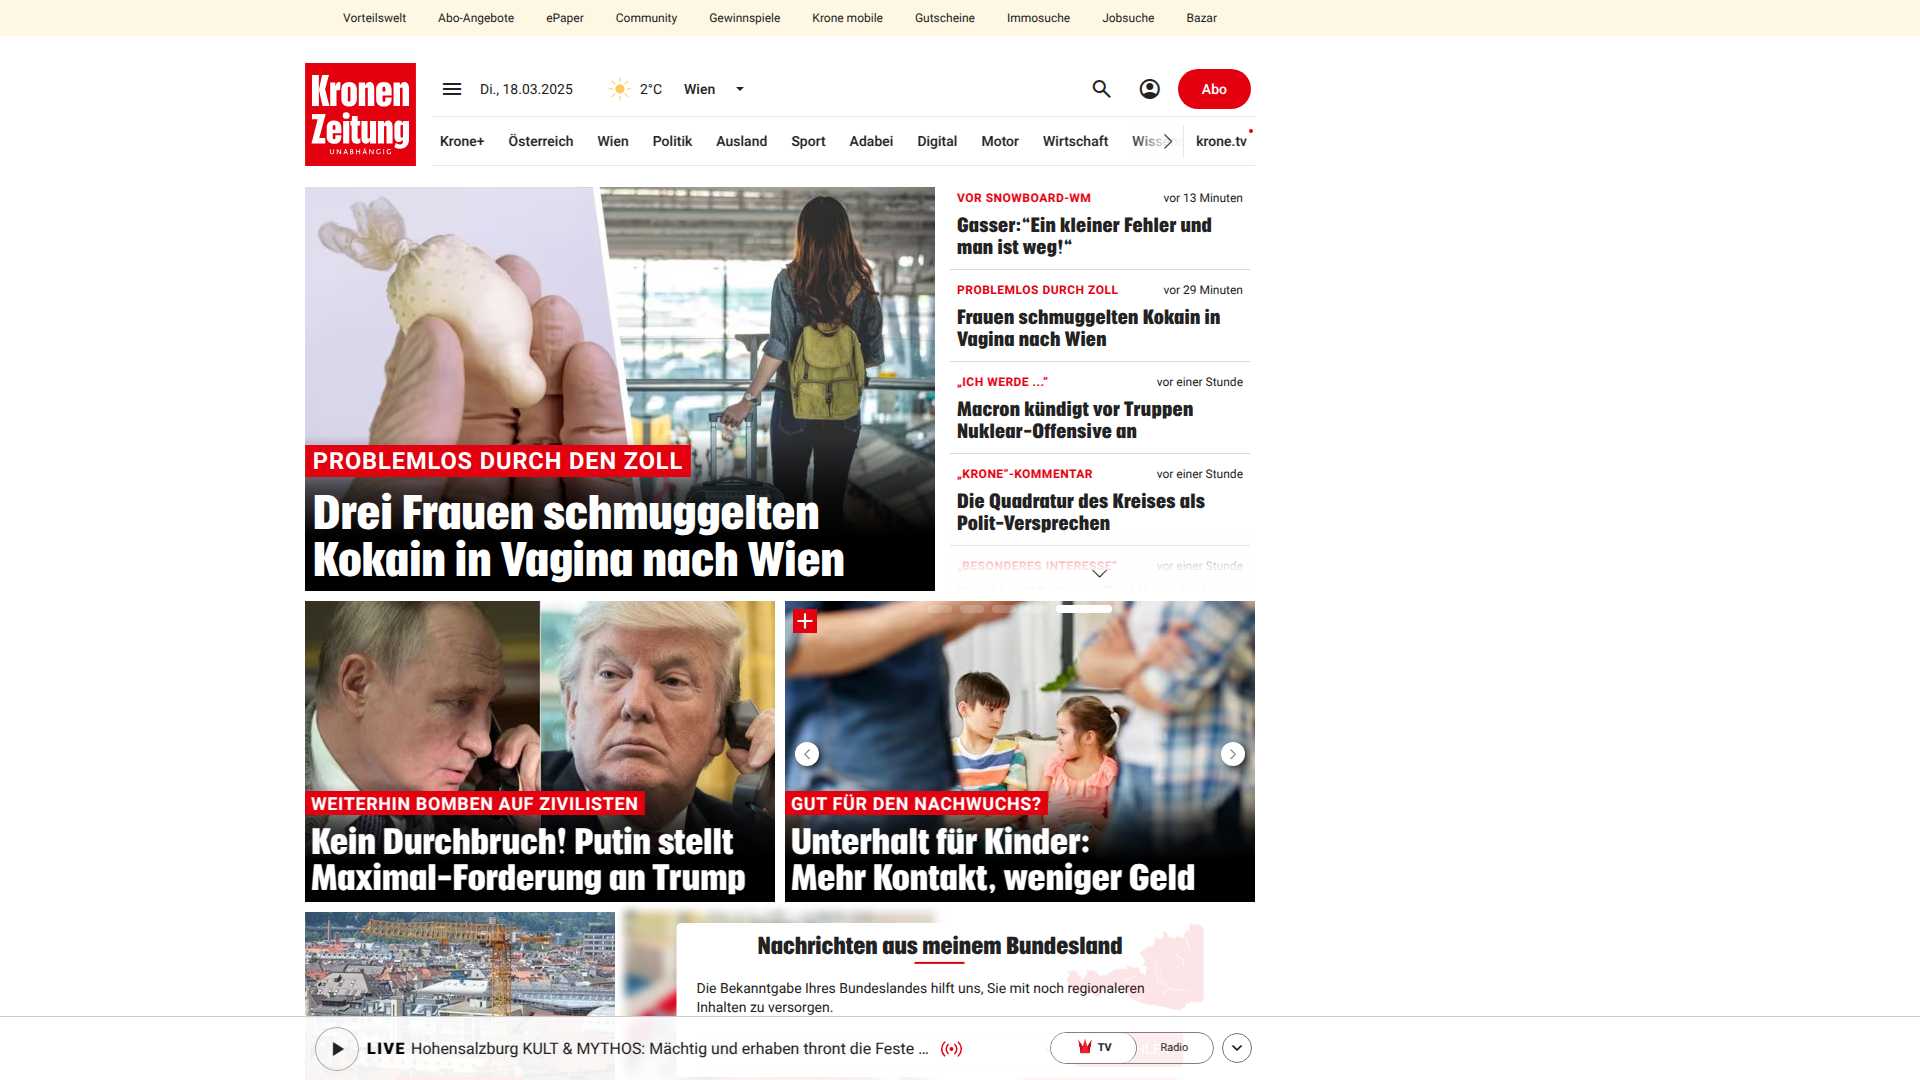 Vorteilswelt Abo-Angebote ePaper Community Gewinnspiele Krone mobile Gutscheine Immosuche Jobsuche Bazar
Kronen
Zeitung
UNABHÄNGIG
Di., 18.03.2025 2°C Wien
Abo
Krone+ Österreich Wien Politik Ausland Sport Adabei Digital Motor Wirtschaft krone.tv
PROBLEMLOS DURCH DEN ZOLL
Drei Frauen schmuggelten
Kokain in Vagina nach Wien
VOR SNOWBOARD-WM vor 13 Minuten
Gasser:“Ein kleiner Fehler und
man ist weg!“
PROBLEMLOS DURCH ZOLL vor 29 Minuten
Frauen schmuggelten Kokain in
Vagina nach Wien
„ICH WERDE ...“ vor einer Stunde
Macron kündigt vor Truppen
Nuklear-Offensive an
„KRONE“-KOMMENTAR vor einer Stunde
Die Quadratur des Kreises als
Polit-Versprechen
„BESONDERES INTERESSE“ vor einer Stunde
WEITERHIN BOMBEN AUF ZIVILISTEN
Kein Durchbruch! Putin stellt
Maximal-Forderung an Trump
GUT FÜR DEN NACHWUCHS?
Unterhalt für Kinder:
Mehr Kontakt, weniger Geld
Nachrichten aus meinem Bundesland
Die Bekanntgabe Ihres Bundeslandes hilft uns, Sie mit noch regionaleren
Inhalten zu versorgen.
LIVE Hohensalzburg KULT & MYTHOS: Mächtig und erhaben thront die Feste ...
TV Radio